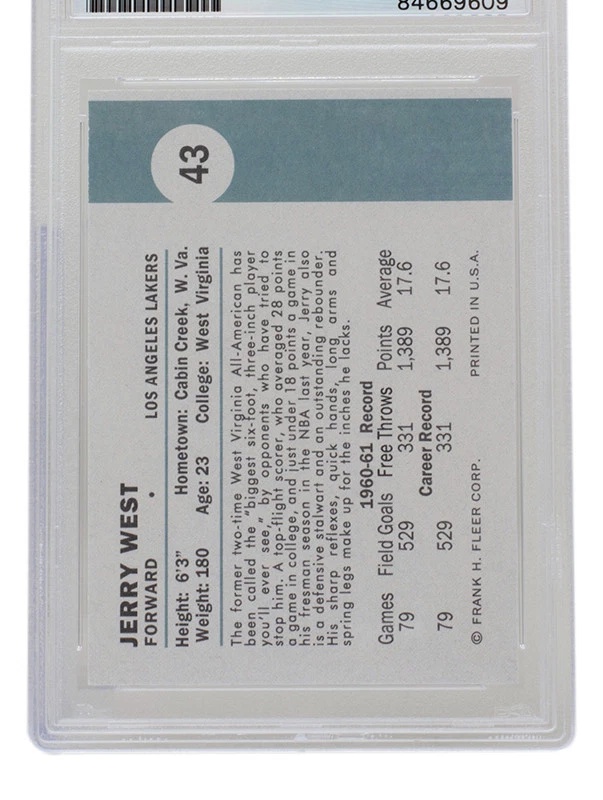 84669609
43
JERRY WEST
FORWARD • LOS ANGELES LAKERS
Height: 6'3" Hometown: Cabin Creek, W. Va.
Weight: 180 Age: 23 College: West Virginia
The former two-time West Virginia All-American has
been called the "biggest six-foot, three-inch player
you'll ever see," by opponents who have tried to
stop him. A top-flight scorer, who averaged 28 points
a game in college, and just under 18 points a game in
his fresman season in the NBA last year, Jerry also
is a defensive stalwart and an outstanding rebounder.
His sharp reflexes, quick hands, long arms and
spring legs make up for the inches he lacks.
1960-61 Record
Games Field Goals Free Throws Points Average
79 529 331 1,389 17.6
Career Record
79 529 331 1,389 17.6
© FRANK H. FLEER CORP. PRINTED IN U.S.A.